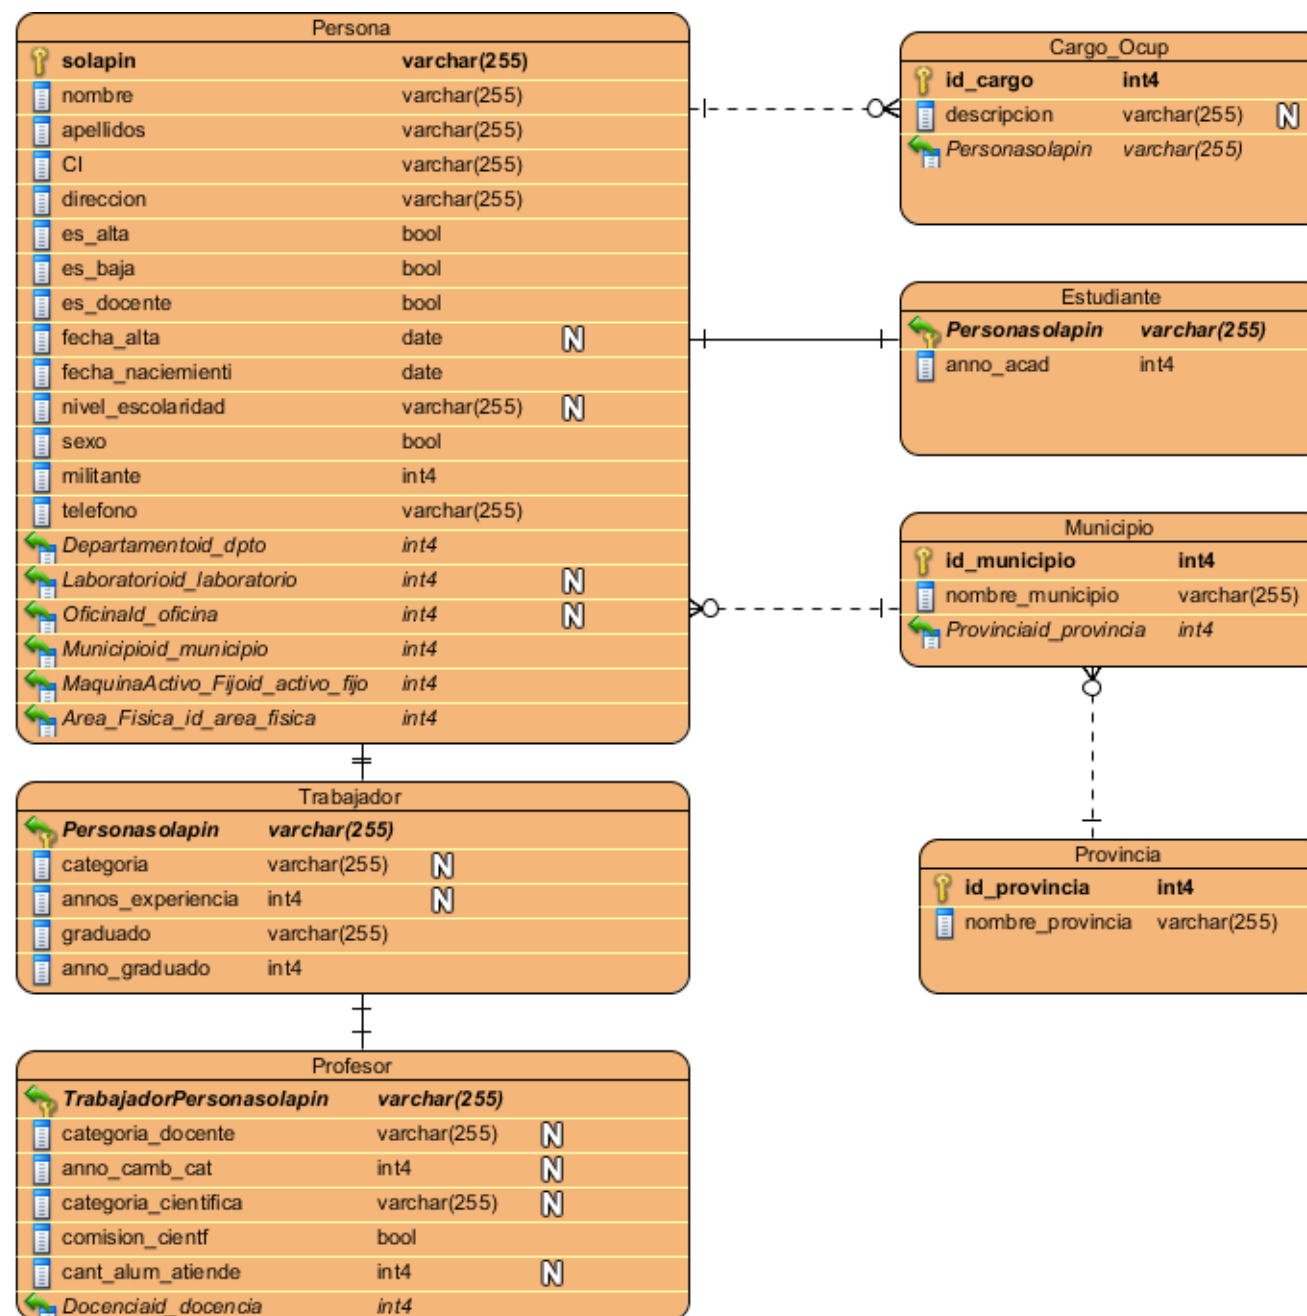 Persona
solapin varchar(255)
nombre varchar(255)
apellidos varchar(255)
CI varchar(255)
direccion varchar(255)
es_alta bool
es_baja bool
es_docente bool
fecha_alta date N
fecha_naciemienti date
nivel_escolaridad varchar(255) N
sexo bool
militante int4
telefono varchar(255)
Departamentoid_dpto int4
Laboratorioid_laboratorio int4 N
OficinaId_oficina int4 N
Municipioid_municipio int4
MaquinaActivo_Fijoid_activo_fijo int4
Area_Fisica_id_area_fisica int4
Cargo_Ocup
id_cargo int4
descripcion varchar(255) N
Personasolapin varchar(255)
Estudiante
Personasolapin varchar(255)
anno_acad int4
Municipio
id_municipio int4
nombre_municipio varchar(255)
Provinciaid_provincia int4
Trabajador
Personasolapin varchar(255)
categoria varchar(255) N
annos_experiencia int4 N
graduado varchar(255)
anno_graduado int4
Provincia
id_provincia int4
nombre_provincia varchar(255)
Profesor
TrabajadorPersonasolapin varchar(255)
categoria_docente varchar(255) N
anno_camb_cat int4 N
categoria_cientifica varchar(255) N
comision_cientf bool
cant_alum_atiende int4 N
Docenciaid_docencia int4